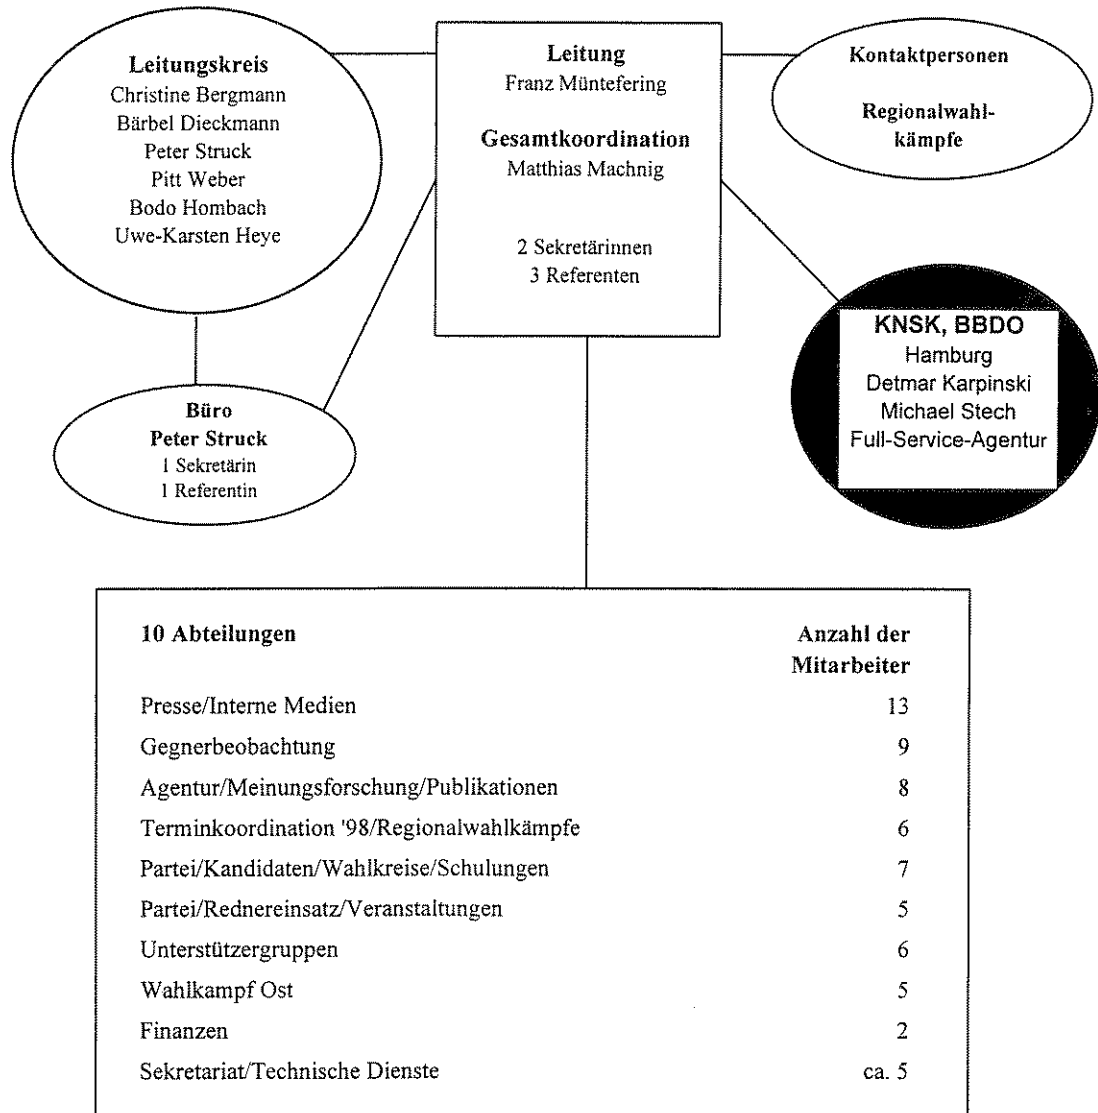 Leitungskreis
Christine Bergmann
Bärbel Dieckmann
Peter Struck
Pitt Weber
Bodo Hombach
Uwe-Karsten Heye
Leitung
Franz Müntefering
Gesamtkoordination
Matthias Machnig
2 Sekretärinnen
3 Referenten
Kontaktpersonen
Regionalwahl-
kämpfe
KNSK, BBDO
Hamburg
Detmar Karpinski
Michael Stech
Full-Service-Agentur
Büro
Peter Struck
1 Sekretärin
1 Referentin
10 Abteilungen Anzahl der
Mitarbeiter
Presse/Interne Medien 13
Gegnerbeobachtung 9
Agentur/Meinungsforschung/Publikationen 8
Terminkoordination '98/Regionalwahlkämpfe 6
Partei/Kandidaten/Wahlkreise/Schulungen 7
Partei/Rednereinsatz/Veranstaltungen 5
Unterstützergruppen 6
Wahlkampf Ost 5
Finanzen 2
Sekretariat/Technische Dienste ca. 5